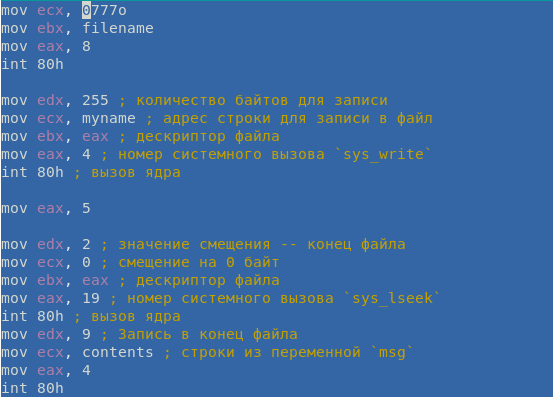 mov ecx, 0777o
mov ebx, filename
mov eax, 8
int 80h
mov edx, 255 ; количество байтов для записи
mov ecx, myname ; адрес строки для записи в файл
mov ebx, eax ; дескриптор файла
mov eax, 4 ; номер системного вызова `sys_write`
int 80h ; вызов ядра
mov eax, 5
mov edx, 2 ; значение смещения -- конец файла
mov ecx, 0 ; смещение на 0 байт
mov ebx, eax ; дескриптор файла
mov eax, 19 ; номер системного вызова `sys_lseek`
int 80h ; вызов ядра
mov edx, 9 ; Запись в конец файла
mov ecx, contents ; строки из переменной `msg`
mov eax, 4
int 80h